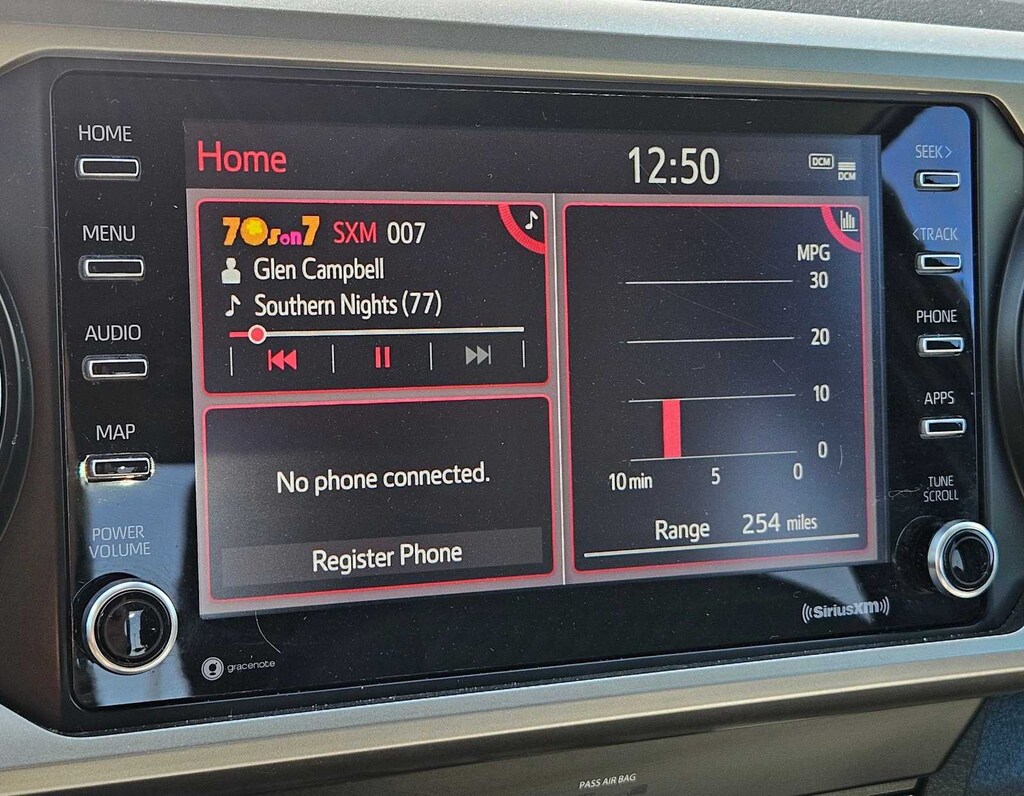 HOME
MENU
AUDIO
MAP
POWER
VOLUME
Home
12:50
DCM
DCM
70s on 7 SXM 007
Glen Campbell
Southern Nights (77)
No phone connected.
Register Phone
MPG
30
20
10
0
10 min 5 0
Range 254 miles
SEEK>
<TRACK
PHONE
APPS
TUNE
SCROLL
gracenote
((SiriusXM))
PASS AIR BAG